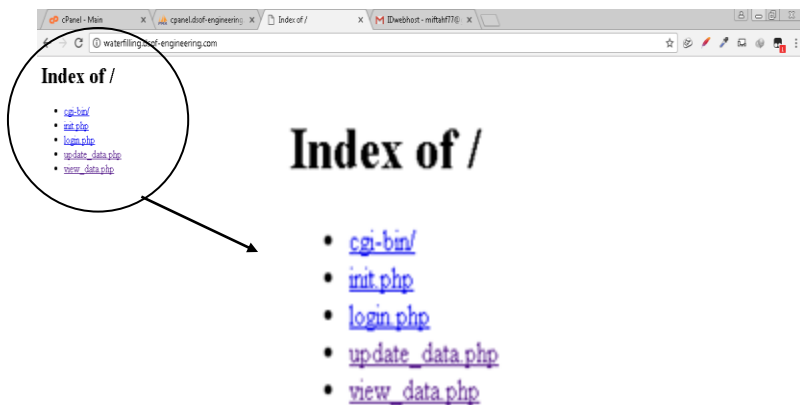 cPanel - Main
cpanel.dsof-engineering
Index of /
IDwebhost - miftahf77@
waterfilling.dsof-engineering.com
Index of /
cgi-bin/
init.php
login.php
update_data.php
view_data.php
Index of /
cgi-bin/
init.php
login.php
update_data.php
view_data.php